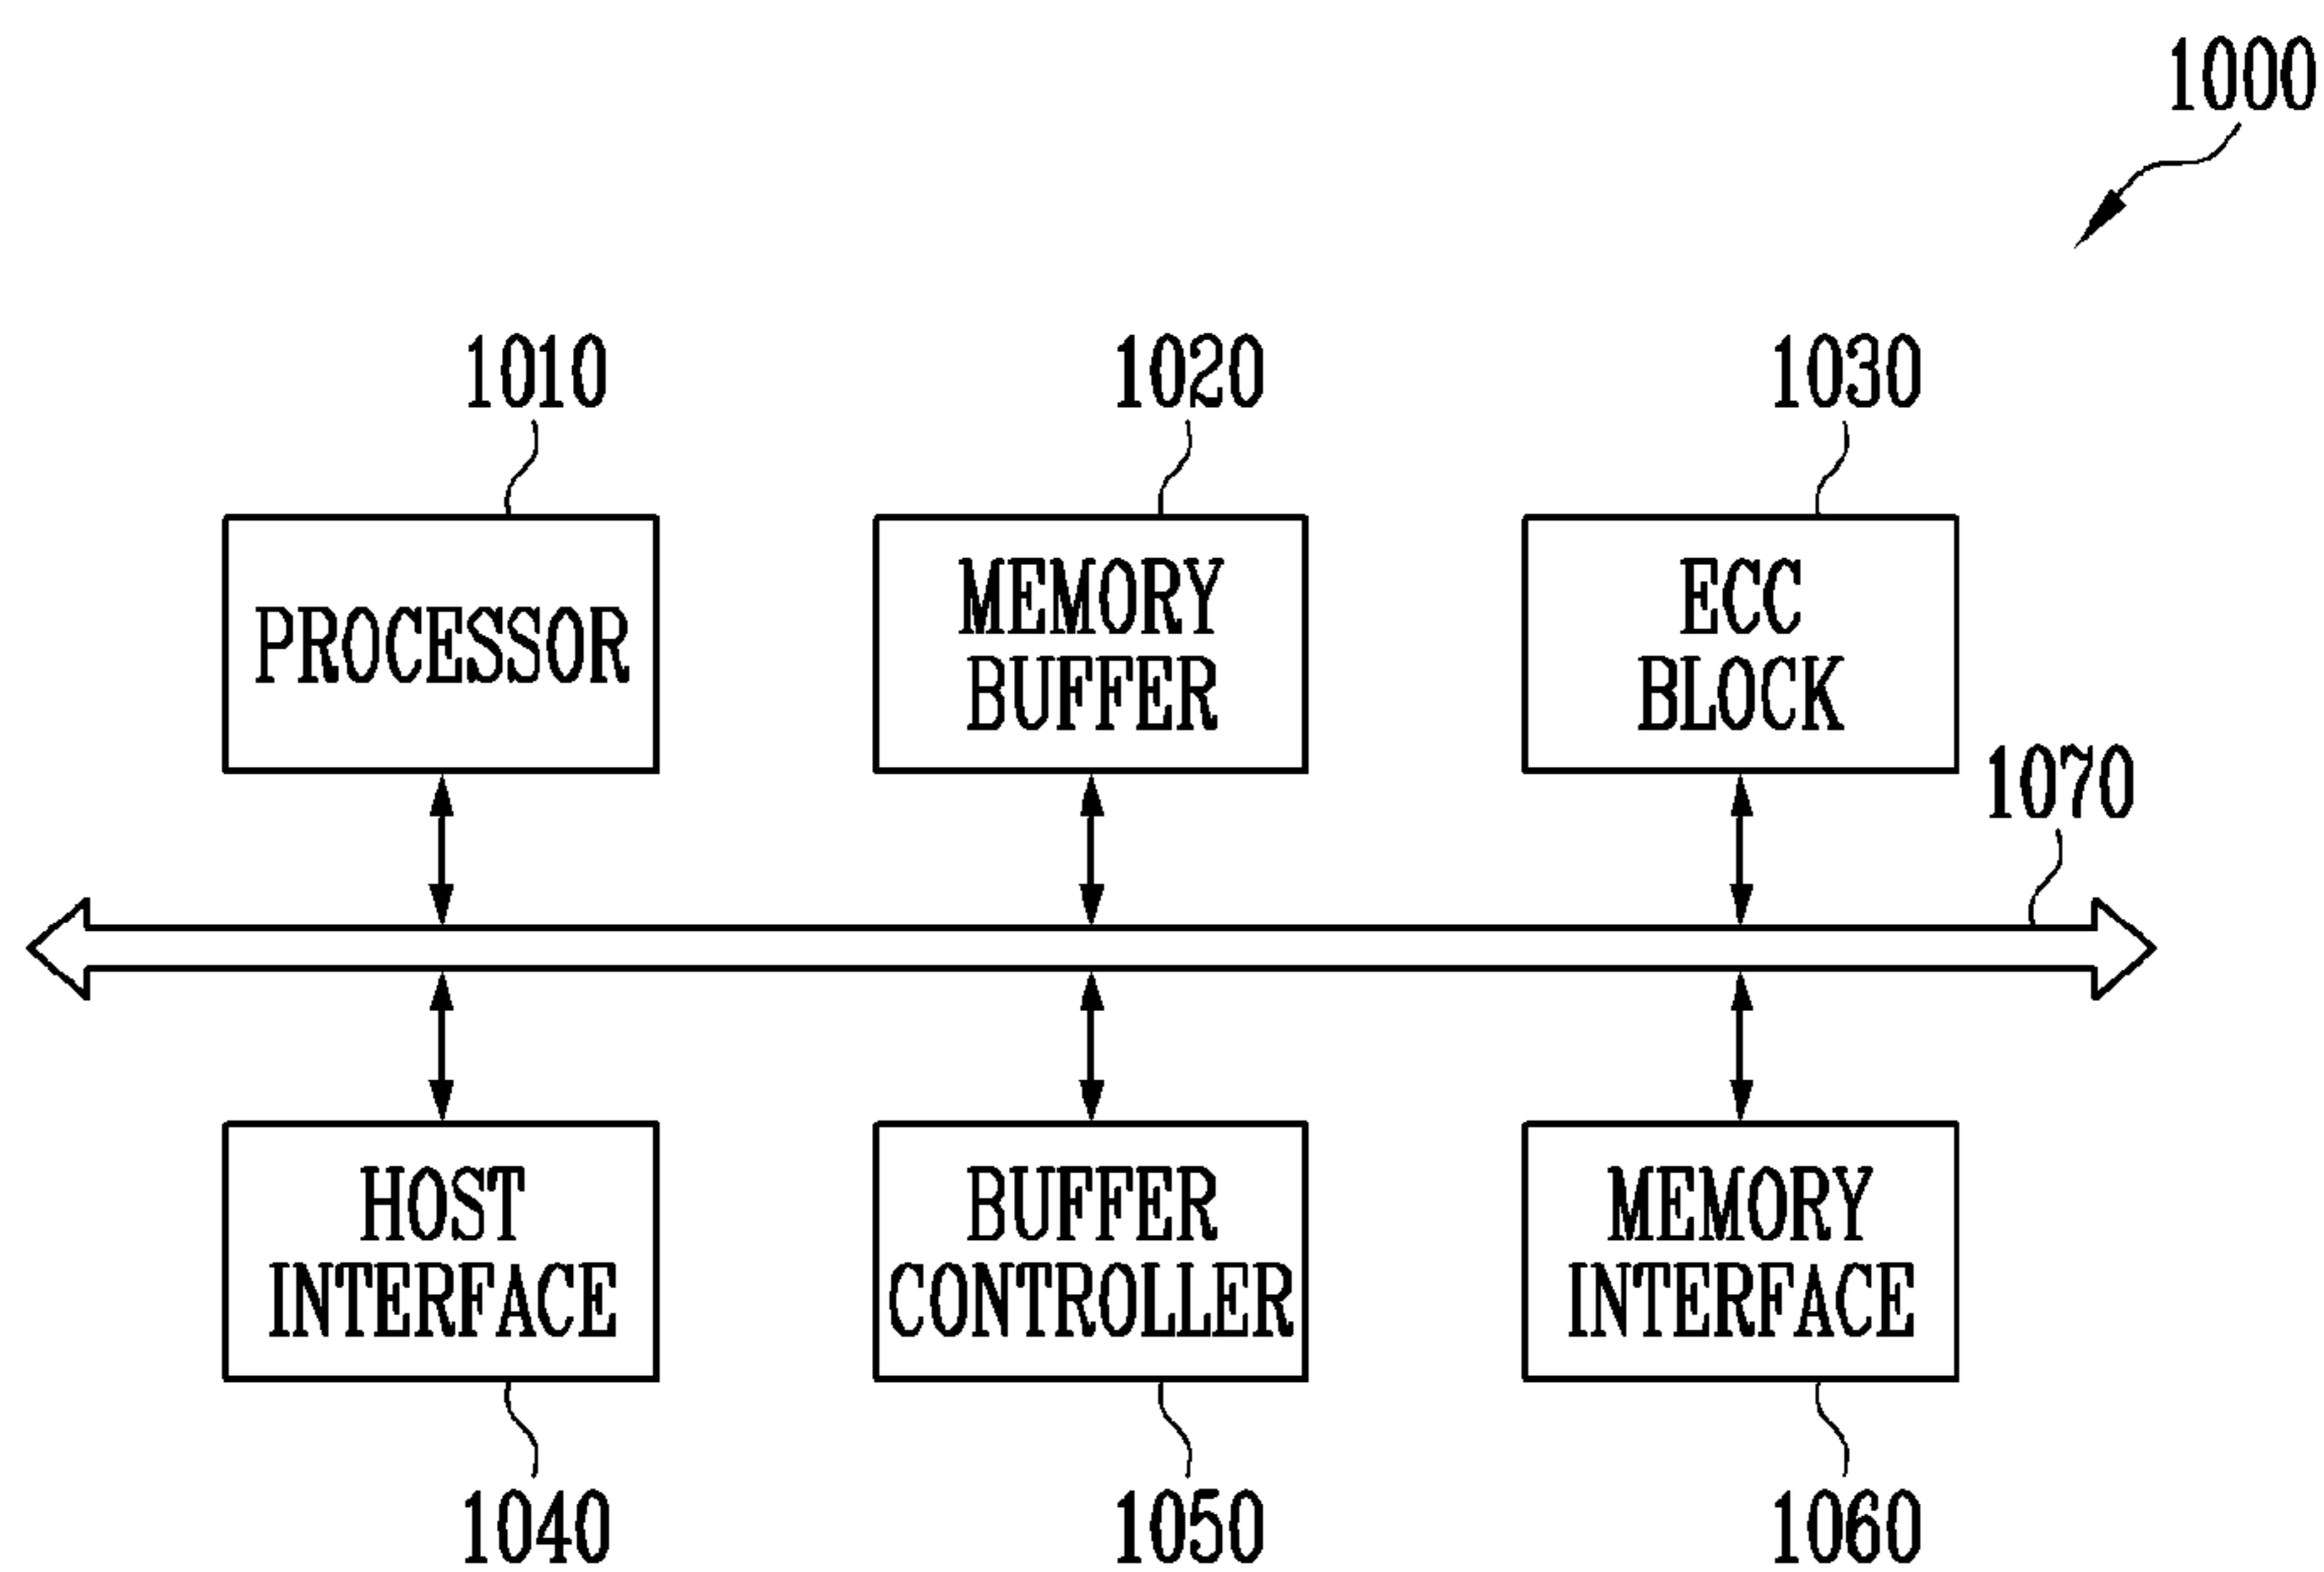 1000
1010
1020
1030
PROCESSOR
MEMORY
BUFFER
ECC
BLOCK
1070
HOST
INTERFACE
BUFFER
CONTROLLER
MEMORY
INTERFACE
1040
1050
1060